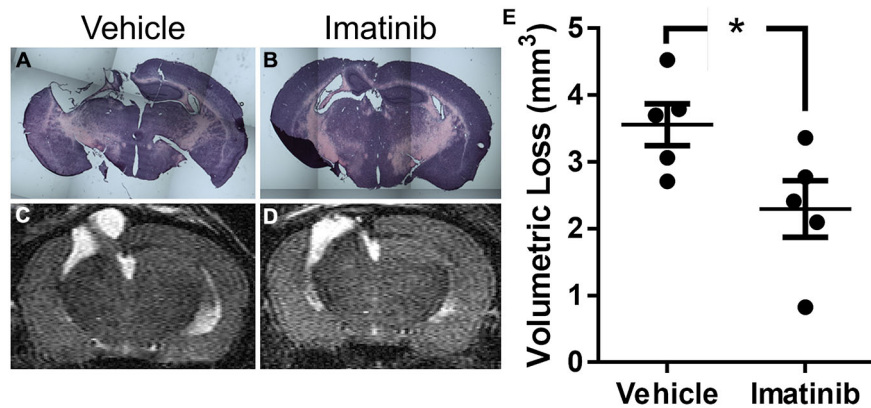 Vehicle Imatinib
A
B
C
D
E
Volumetric Loss (mm³)
5
4
3
2
1
0
*
Vehicle Imatinib